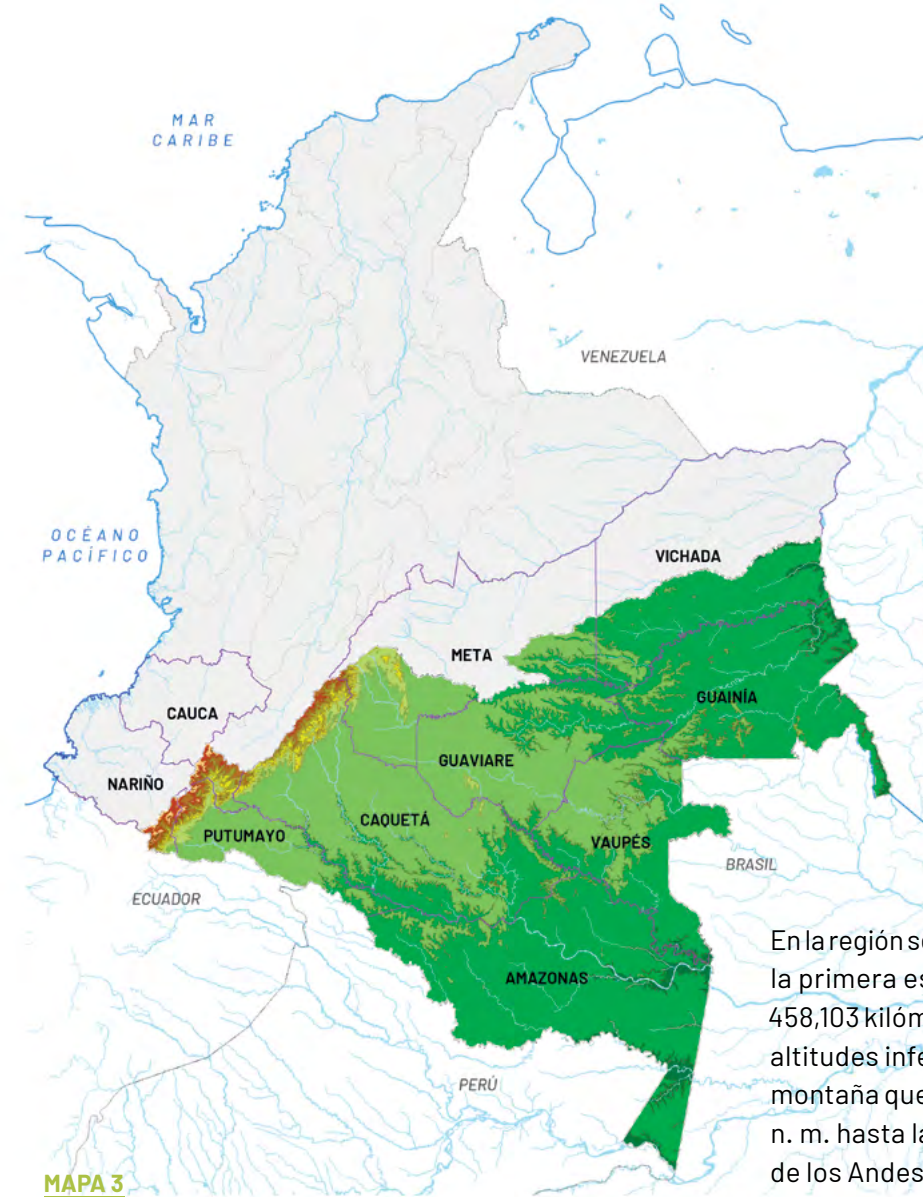 MAR
CARIBE
VENEZUELA
OCÉANO
PACÍFICO
VICHADA
META
GUAINÍA
CAUCA
GUAVIARE
NARIÑO
CAQUETÁ
PUTUMAYO
VAUPÉS
BRASIL
ECUADOR
En la región s
la primera es
AMAZONAS
458,103 kilóm
altitudes infe
PERÚ
montaña que
n. m. hasta la
MAPA 3
de los Andes